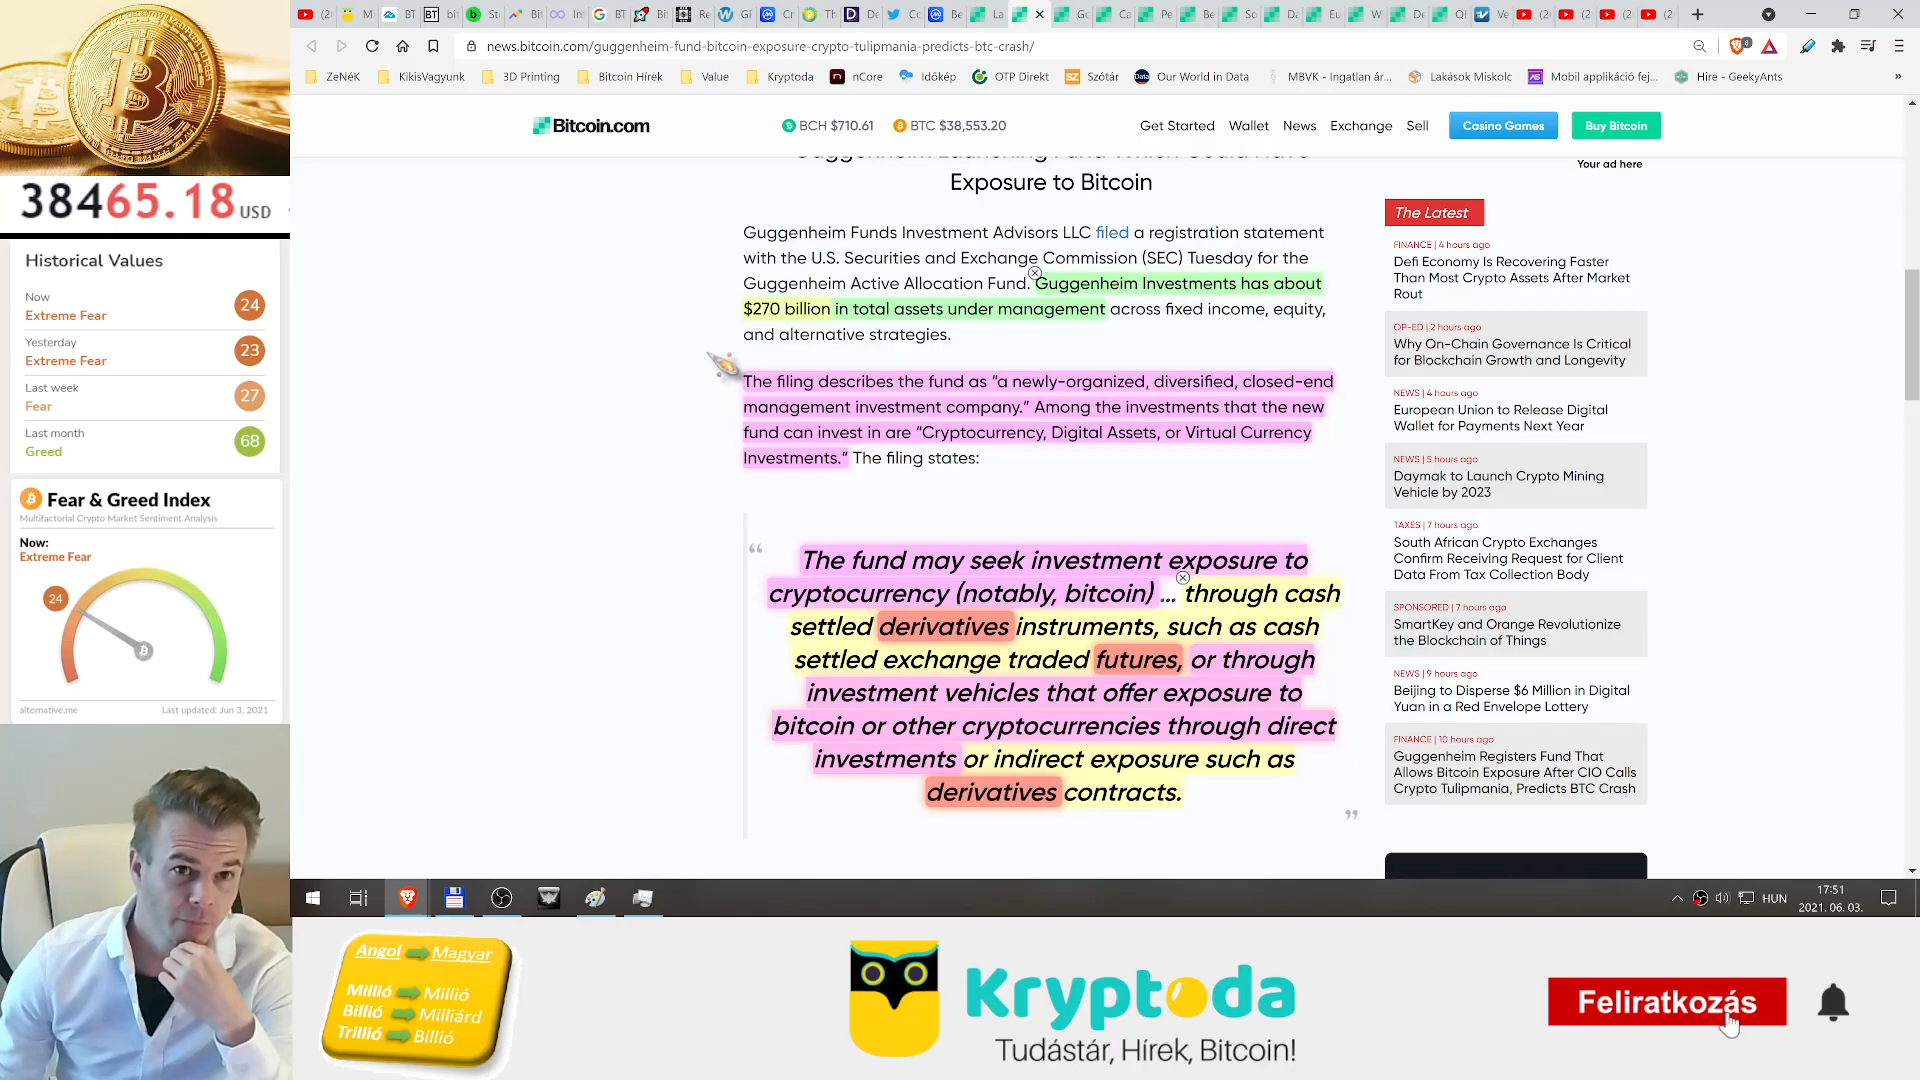 news.bitcoin.com/guggenheim-fund-bitcoin-exposure-crypto-tulipmania-predicts-btc-crash/
ZeNéK
KikisVagyunk
3D Printing
Bitcoin Hírek
Value
Kryptoda
nCore
Időkép
OTP Direkt
Szótár
Our World in Data
MBVK - Ingatlan ár...
Lakások Miskolc
Mobil applikáció fej...
Hire - GeekyAnts
Bitcoin.com
BCH $710.61
BTC $38,553.20
Get Started
Wallet
News
Exchange
Sell
Casino Games
Buy Bitcoin
38465.18 USD
Historical Values
Now
Extreme Fear
24
Yesterday
Extreme Fear
23
Last week
Fear
27
Last month
Greed
68
Fear & Greed Index
Multifactorial Crypto Market Sentiment Analysis
Now:
Extreme Fear
24
alternative.me
Last updated: Jun 3, 2021
Guggenheim Launching Fund Which Could Have
Exposure to Bitcoin
Guggenheim Funds Investment Advisors LLC filed a registration statement
with the U.S. Securities and Exchange Commission (SEC) Tuesday for the
Guggenheim Active Allocation Fund. Guggenheim Investments has about
$270 billion in total assets under management across fixed income, equity,
and alternative strategies.
The filing describes the fund as “a newly-organized, diversified, closed-end
management investment company.” Among the investments that the new
fund can invest in are “Cryptocurrency, Digital Assets, or Virtual Currency
Investments.” The filing states:
“
The fund may seek investment exposure to
cryptocurrency (notably, bitcoin) … through cash
settled derivatives instruments, such as cash
settled exchange traded futures, or through
investment vehicles that offer exposure to
bitcoin or other cryptocurrencies through direct
investments or indirect exposure such as
derivatives contracts.
”
Your ad here
The Latest
FINANCE | 4 hours ago
Defi Economy Is Recovering Faster
Than Most Crypto Assets After Market
Rout
OP-ED | 2 hours ago
Why On-Chain Governance Is Critical
for Blockchain Growth and Longevity
NEWS | 4 hours ago
European Union to Release Digital
Wallet for Payments Next Year
NEWS | 5 hours ago
Daymak to Launch Crypto Mining
Vehicle by 2023
TAXES | 7 hours ago
South African Crypto Exchanges
Confirm Receiving Request for Client
Data From Tax Collection Body
SPONSORED | 7 hours ago
SmartKey and Orange Revolutionize
the Blockchain of Things
NEWS | 9 hours ago
Beijing to Disperse $6 Million in Digital
Yuan in a Red Envelope Lottery
FINANCE | 10 hours ago
Guggenheim Registers Fund That
Allows Bitcoin Exposure After CIO Calls
Crypto Tulipmania, Predicts BTC Crash
HUN
17:51
2021. 06. 03.
Angol Magyar
Millió Millió
Billió Milliárd
Trillió Billió
Kryptoda
Tudástár, Hírek, Bitcoin!
Feliratkozás